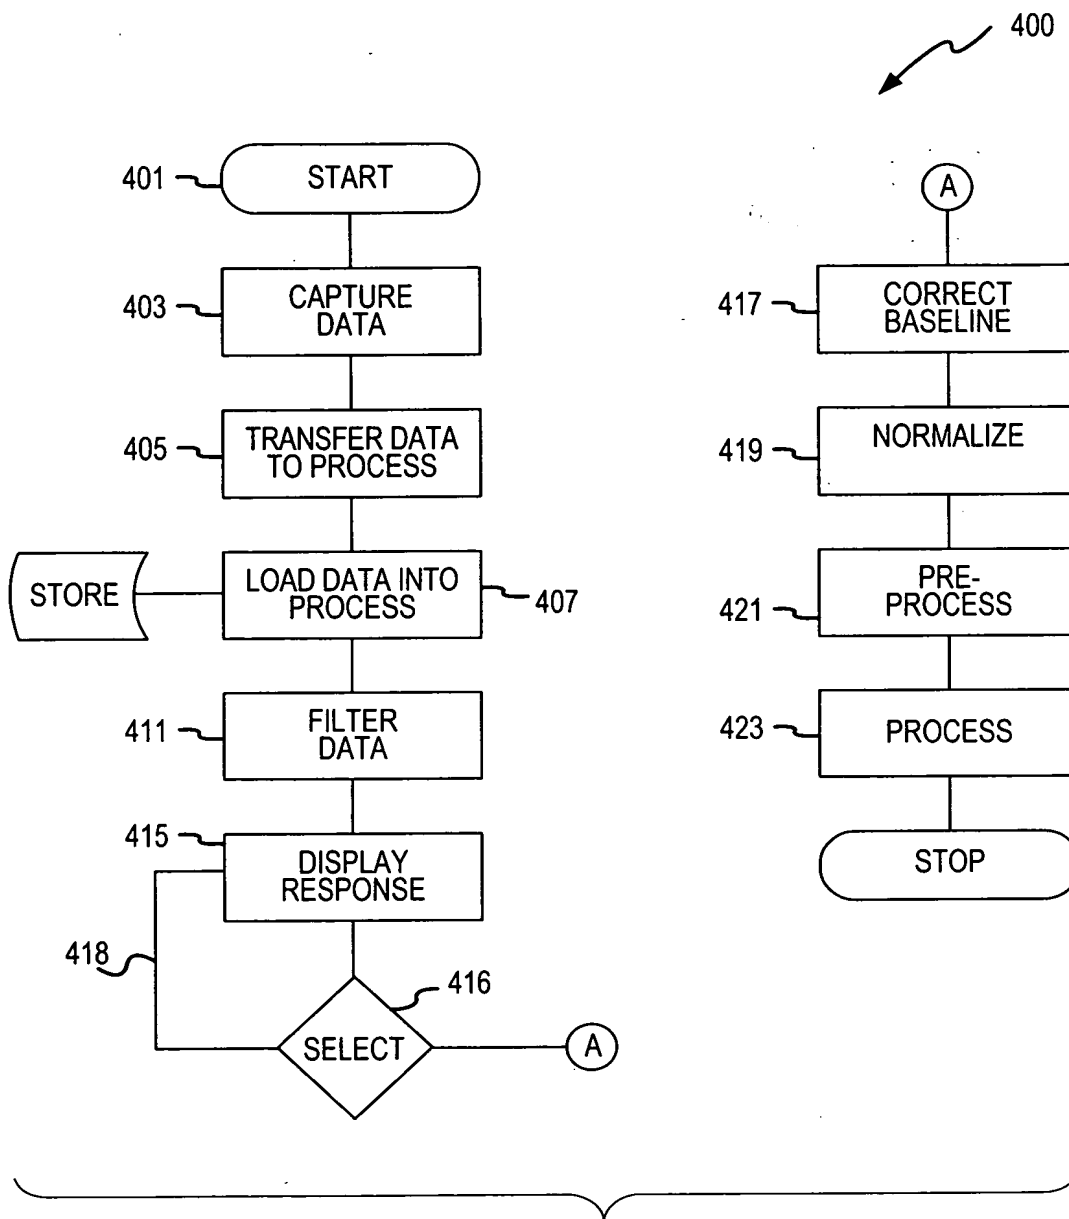 400
401
START
403
CAPTURE
DATA
405
TRANSFER DATA
TO PROCESS
STORE
LOAD DATA INTO
PROCESS
407
411
FILTER
DATA
415
DISPLAY
RESPONSE
418
416
SELECT
A
A
417
CORRECT
BASELINE
419
NORMALIZE
421
PRE-
PROCESS
423
PROCESS
STOP